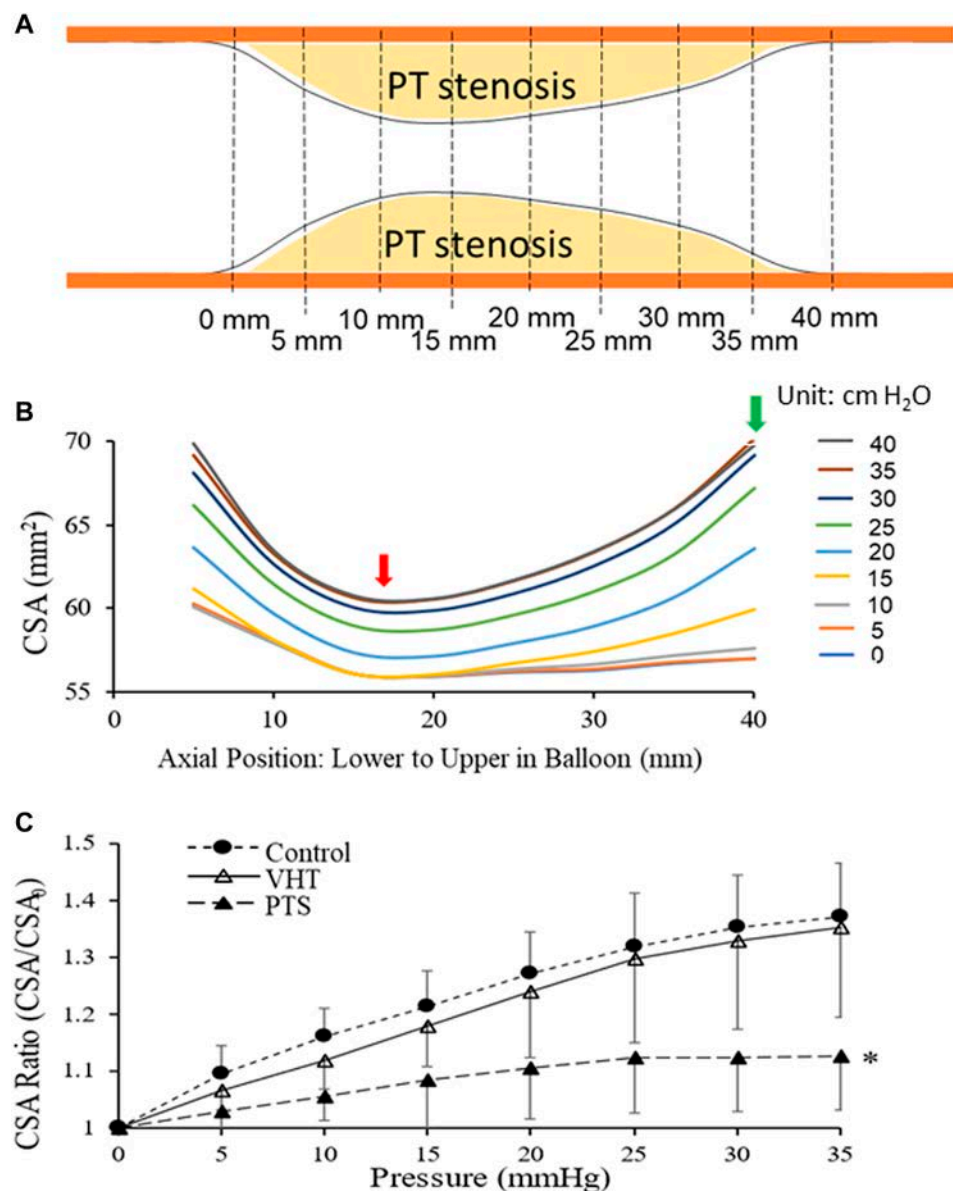 A
PT stenosis
PT stenosis
0 mm
5 mm
10 mm
15 mm
20 mm
25 mm
30 mm
35 mm
40 mm
B
Unit: cm H₂O
CSA (mm²)
70
65
60
55
0
10
20
30
40
Axial Position: Lower to Upper in Balloon (mm)
40
35
30
25
20
15
10
5
0
C
CSA Ratio (CSA/CSA₀)
1.5
1.4
1.3
1.2
1.1
1
Control
VHT
PTS
*
0
5
10
15
20
25
30
35
Pressure (mmHg)